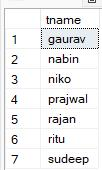 tname
1 gaurav
2 nabin
3 niko
4 prajwal
5 rajan
6 ritu
7 sudeep